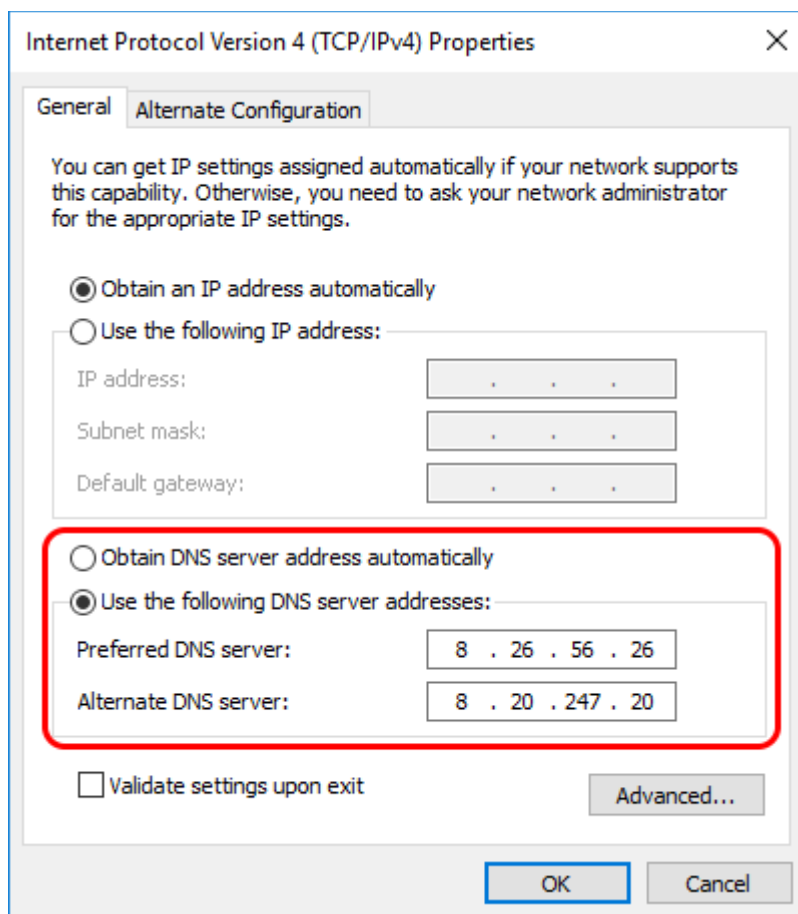 Internet Protocol Version 4 (TCP/IPv4) Properties
General
Alternate Configuration
You can get IP settings assigned automatically if your network supports
this capability. Otherwise, you need to ask your network administrator
for the appropriate IP settings.
Obtain an IP address automatically
Use the following IP address:
IP address: . . .
Subnet mask: . . .
Default gateway: . . .
Obtain DNS server address automatically
Use the following DNS server addresses:
Preferred DNS server: 8 . 26 . 56 . 26
Alternate DNS server: 8 . 20 . 247 . 20
Validate settings upon exit
Advanced...
OK
Cancel